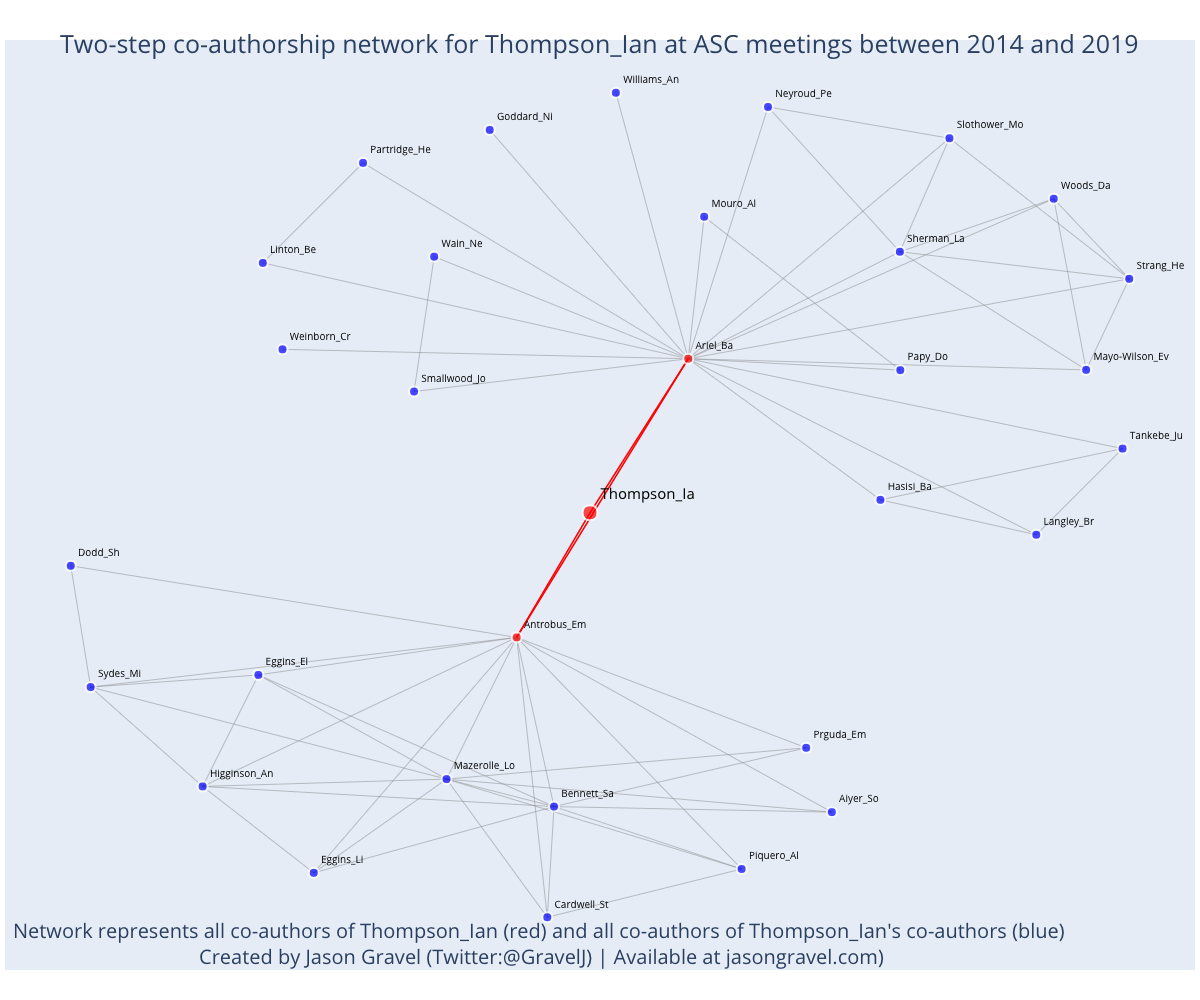 Two-step co-authorship network for Thompson_Ian at ASC meetings between 2014 and 2019
Williams_An
Neyroud_Pe
Goddard_Ni
Slothower_Mo
Partridge_He
Woods_Da
Mouro_Al
Sherman_La
Wain_Ne
Linton_Be
Strang_He
Weinborn_Cr
Ariel_Ba
Papy_Do
Mayo-Wilson_Ev
Smallwood_Jo
Tankebe_Ju
Hasisi_Ba
Thompson_Ia
Langley_Br
Dodd_Sh
Antrobus_Em
Eggins_El
Sydes_Mi
Prguda_Em
Mazerolle_Lo
Higginson_An
Bennett_Sa
Aiyer_So
Piquero_Al
Eggins_Li
Cardwell_St
Network represents all co-authors of Thompson_Ian (red) and all co-authors of Thompson_Ian's co-authors (blue)
Created by Jason Gravel (Twitter:@GravelJ) | Available at jasongravel.com)